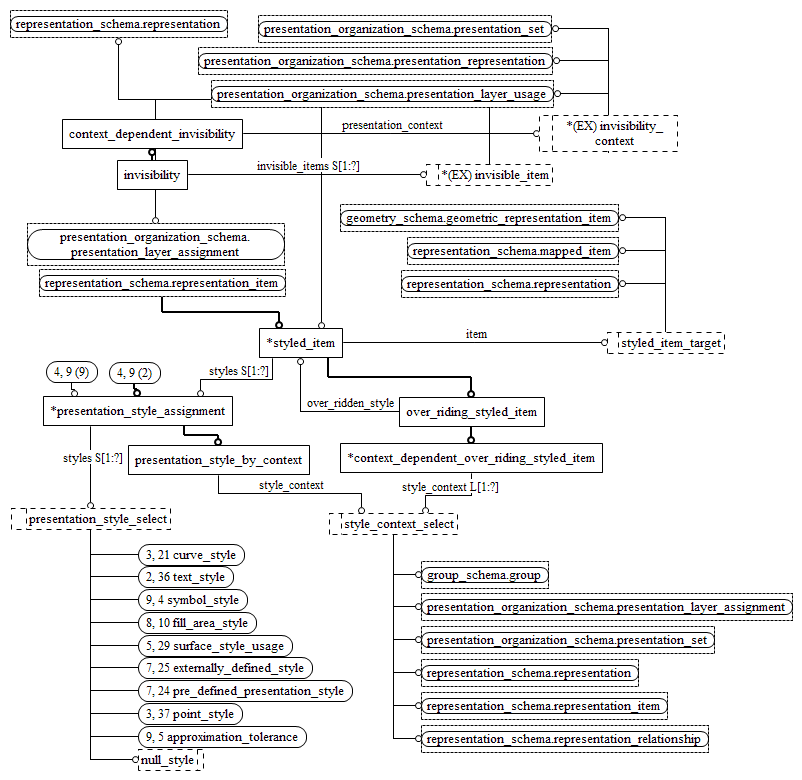 representation_schema.representation
presentation_organization_schema.presentation_set
presentation_organization_schema.presentation_representation
presentation_organization_schema.presentation_layer_usage
context_dependent_invisibility
presentation_context
*(EX) invisibility_
context
invisibility
invisible_items S[1:?]
*(EX) invisible_item
presentation_organization_schema.
presentation_layer_assignment
geometry_schema.geometric_representation_item
representation_schema.mapped_item
representation_schema.representation_item
representation_schema.representation
*styled_item
item
styled_item_target
4, 9 (9)
4, 9 (2)
styles S[1:?]
over_ridden_style
*presentation_style_assignment
over_riding_styled_item
styles S[1:?]
presentation_style_by_context
*context_dependent_over_riding_styled_item
style_context
style_context L[1:?]
presentation_style_select
style_context_select
3, 21 curve_style
2, 36 text_style
9, 4 symbol_style
8, 10 fill_area_style
5, 29 surface_style_usage
7, 25 externally_defined_style
7, 24 pre_defined_presentation_style
3, 37 point_style
9, 5 approximation_tolerance
null_style
group_schema.group
presentation_organization_schema.presentation_layer_assignment
presentation_organization_schema.presentation_set
representation_schema.representation
representation_schema.representation_item
representation_schema.representation_relationship